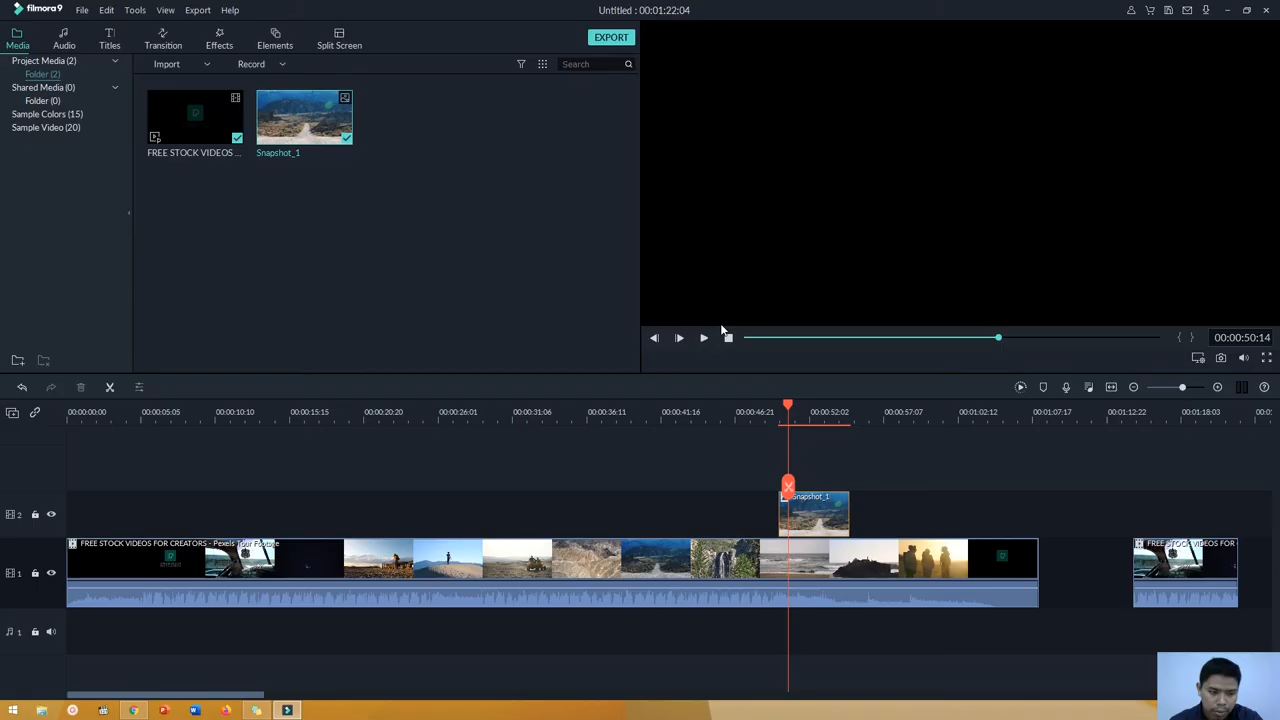 filmora9 File Edit Tools View Export Help Untitled : 00:01:22:04
Media Audio Titles Transition Effects Elements Split Screen EXPORT
Project Media (2)
Folder (2)
Shared Media (0)
Folder (0)
Sample Colors (15)
Sample Video (20)
Import Record Search
FREE STOCK VIDEOS ... Snapshot_1
00:00:50:14
00:00:00:00 00:00:05:05 00:00:10:10 00:00:15:15 00:00:20:20 00:00:26:01 00:00:31:06 00:00:36:11 00:00:41:16 00:00:46:21 00:00:52:02 00:00:57:07 00:01:02:12 00:01:07:17 00:01:12:22 00:01:18:03 00:0
2 Snapshot_1
1 FREE STOCK VIDEOS FOR CREATORS - Pexels Tour Footage FREE STOCK VIDEOS FOR
1